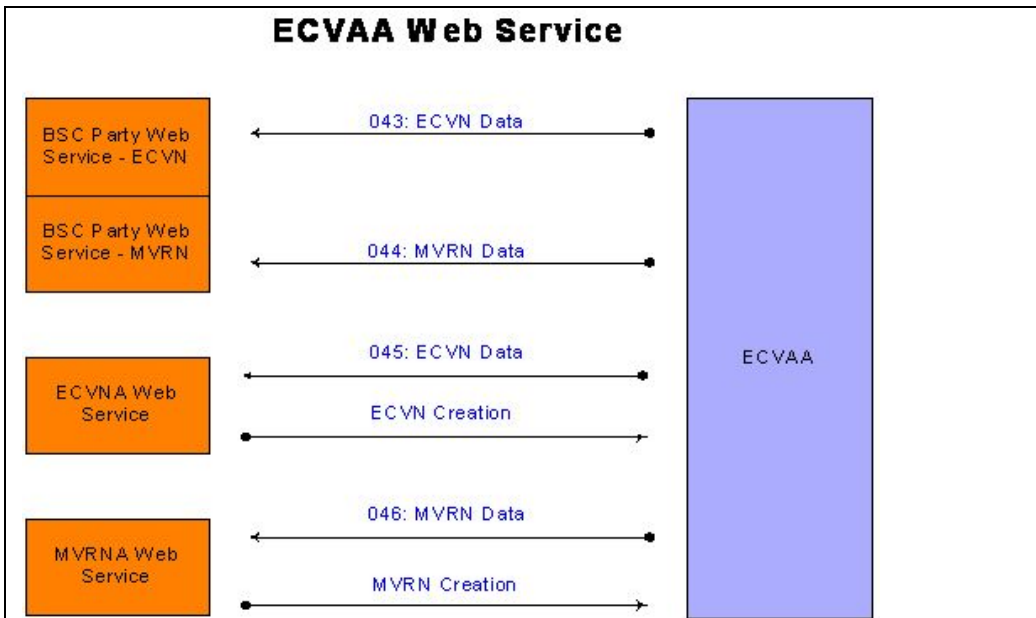 ECVAA Web Service
BSC Party Web
Service - ECVN
043: ECVN Data
BSC Party Web
Service - MVRN
044: MVRN Data
045: ECVN Data
ECVAA
ECVNA Web
Service
ECVN Creation
046: MVRN Data
MVRNA Web
Service
MVRN Creation